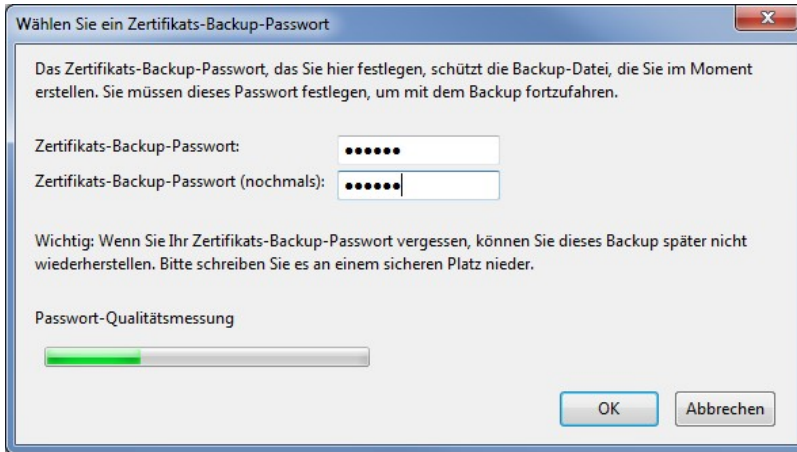 Wählen Sie ein Zertifikats-Backup-Passwort
Das Zertifikats-Backup-Passwort, das Sie hier festlegen, schützt die Backup-Datei, die Sie im Moment
erstellen. Sie müssen dieses Passwort festlegen, um mit dem Backup fortzufahren.
Zertifikats-Backup-Passwort: ●●●●●●
Zertifikats-Backup-Passwort (nochmals): ●●●●●●
Wichtig: Wenn Sie Ihr Zertifikats-Backup-Passwort vergessen, können Sie dieses Backup später nicht
wiederherstellen. Bitte schreiben Sie es an einem sicheren Platz nieder.
Passwort-Qualitätsmessung
OK Abbrechen